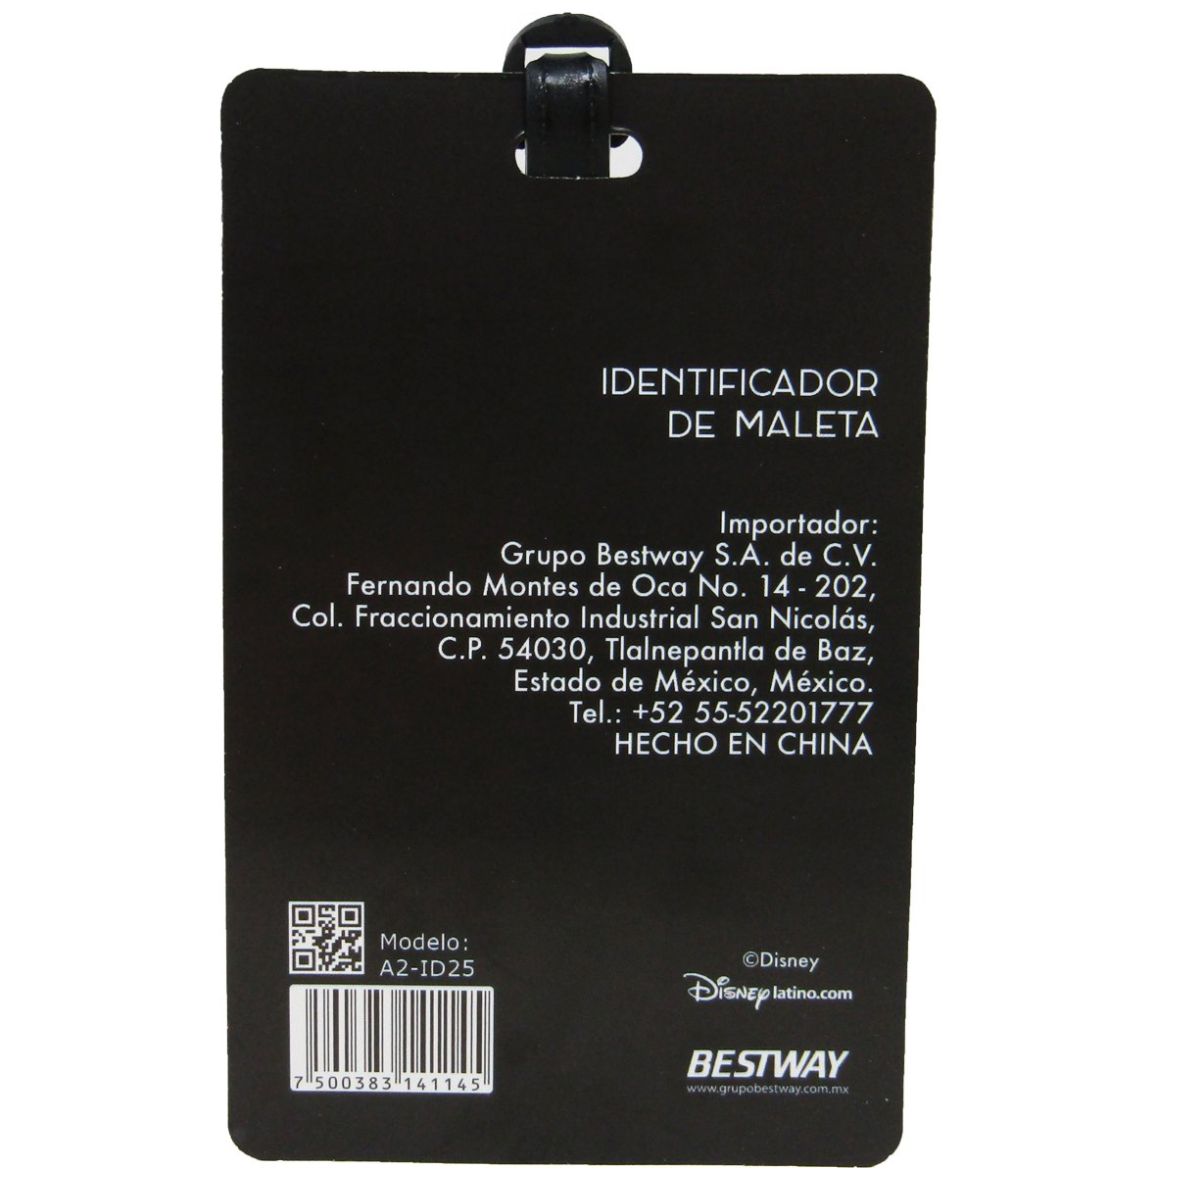 IDENTIFICADOR
DE MALETA
Importador:
Grupo Bestway S.A. de C.V.
Fernando Montes de Oca No. 14 - 202,
Col. Fraccionamiento Industrial San Nicolás,
C.P. 54030, Tlalnepantla de Baz,
Estado de México, México.
Tel.: +52 55-52201777
HECHO EN CHINA
Modelo:
A2-ID25
7 500383 141145
©Disney
Disney latino.com
BESTWAY
www.grupobestway.com.mx